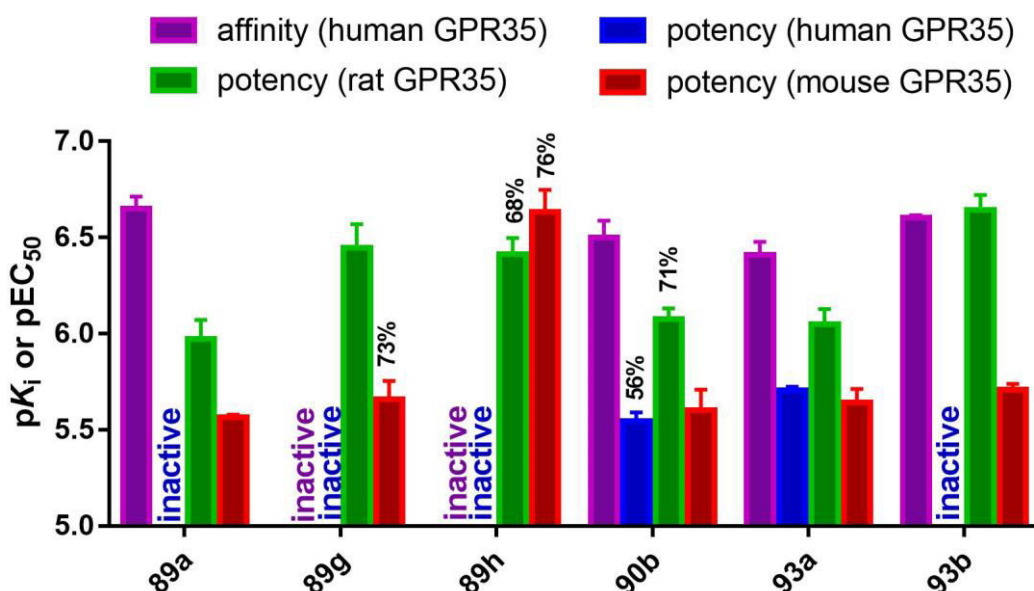 affinity (human GPR35) potency (human GPR35)
potency (rat GPR35) potency (mouse GPR35)
pKi or pEC50
7.0
6.5
6.0
5.5
5.0
inactive
inactive
inactive
73%
inactive
inactive
68%
76%
56%
71%
inactive
89a 89g 89h 90b 93a 93b